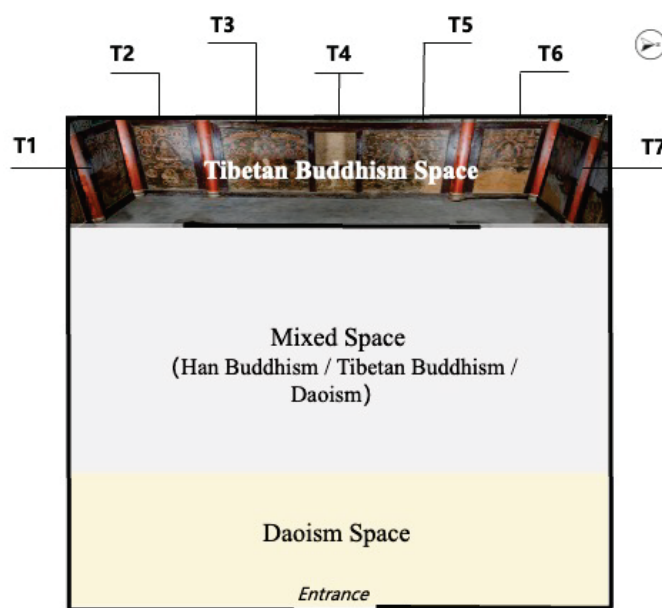 T3
T5
T2
T4
T6
T1
T7
Tibetan Buddhism Space
Mixed Space
(Han Buddhism / Tibetan Buddhism /
Daoism)
Daoism Space
Entrance